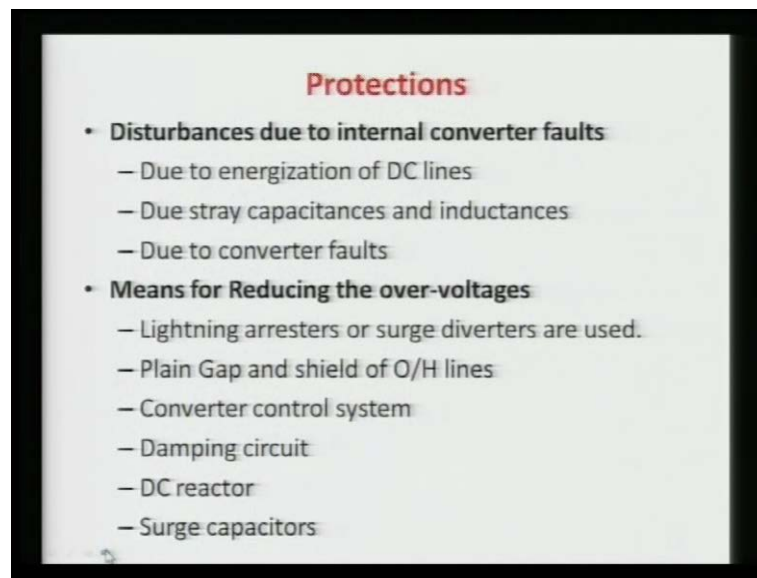 Protections
• Disturbances due to internal converter faults
– Due to energization of DC lines
– Due stray capacitances and inductances
– Due to converter faults
• Means for Reducing the over-voltages
– Lightning arresters or surge diverters are used.
– Plain Gap and shield of O/H lines
– Converter control system
– Damping circuit
– DC reactor
– Surge capacitors